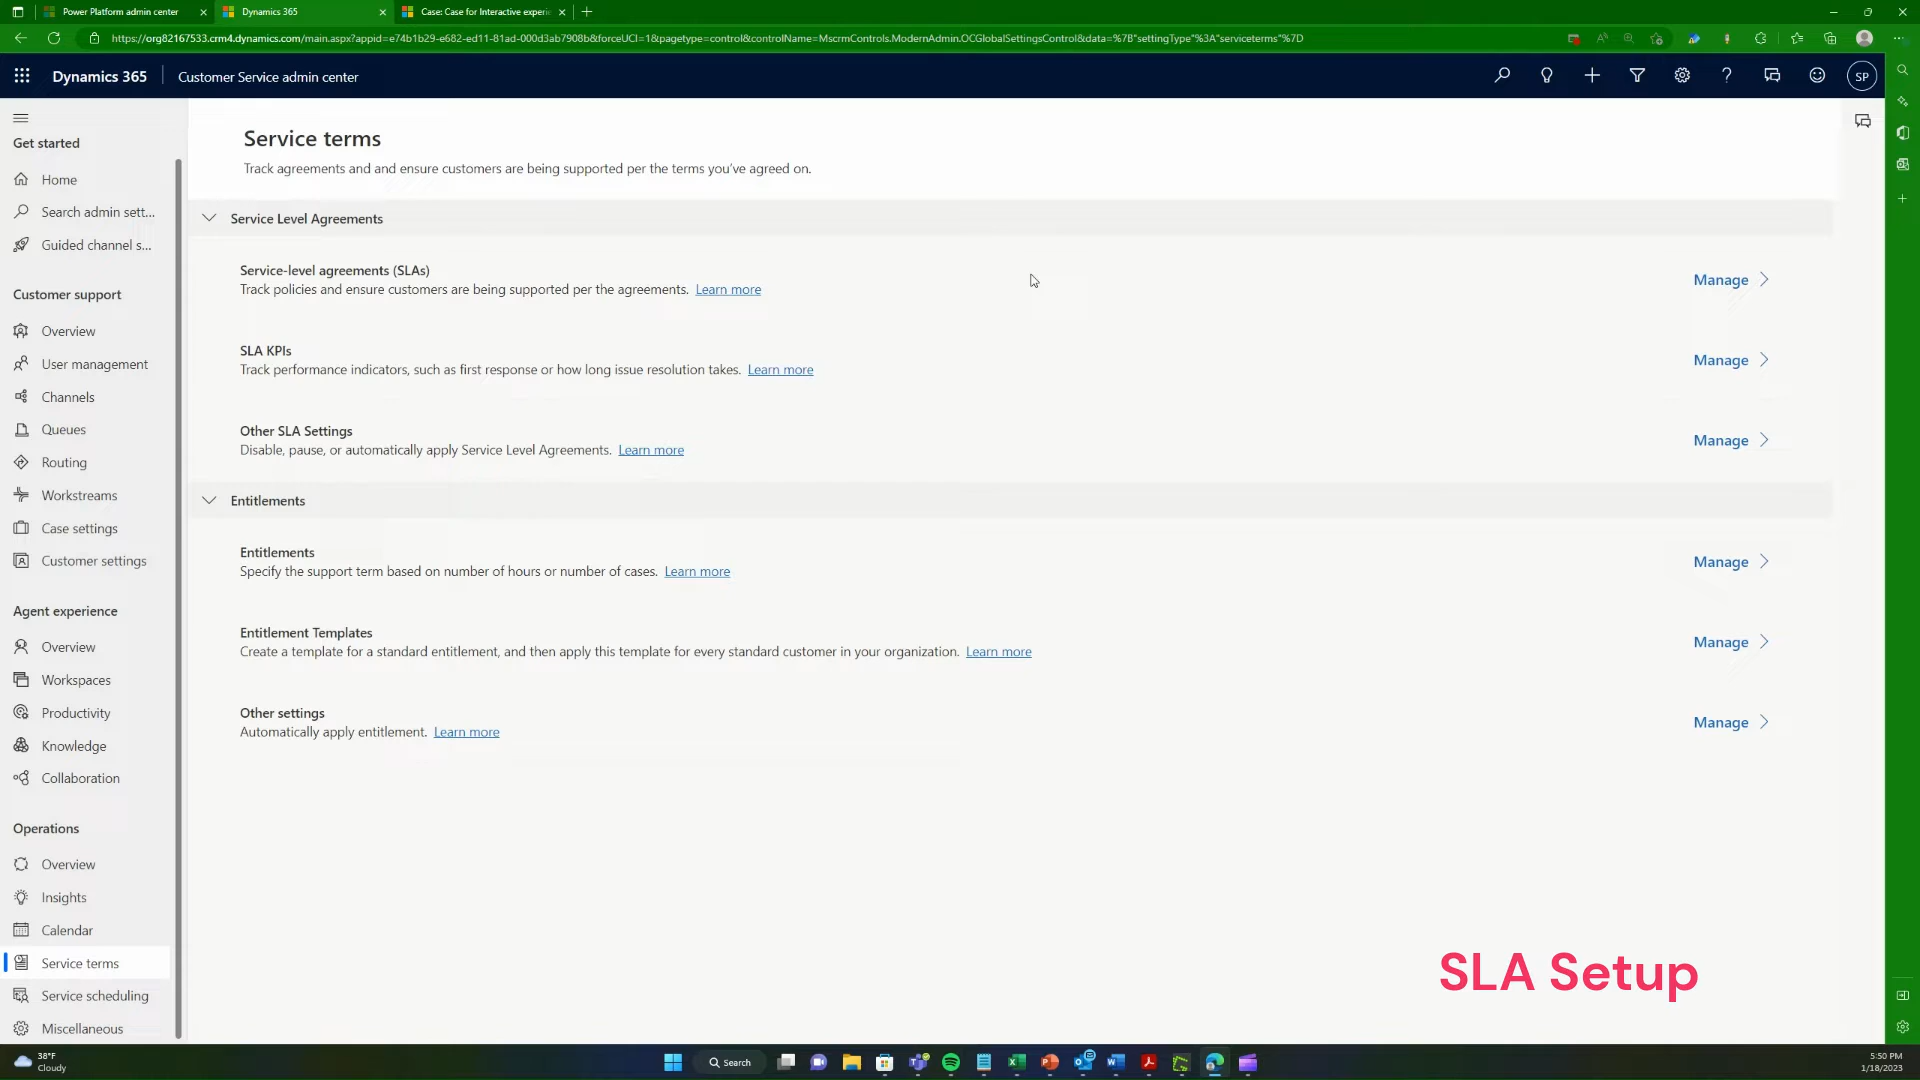 Power Platform admin center
Dynamics 365
Case: Case for Interactive experie
https://org82167533.crm4.dynamics.com/main.aspx?appid=e74b1b29-e682-ed11-81ad-000d3ab7908b&forceUCI=1&pagetype=control&controlName=MscrmControls.ModernAdmin.OCGlobalSettingsControl&data=%7B"settingType"%3A"serviceterms"%7D
Dynamics 365
Customer Service admin center
SP
Get started
Home
Search admin sett...
Guided channel s...
Customer support
Overview
User management
Channels
Queues
Routing
Workstreams
Case settings
Customer settings
Agent experience
Overview
Workspaces
Productivity
Knowledge
Collaboration
Operations
Overview
Insights
Calendar
Service terms
Service scheduling
Miscellaneous
Service terms
Track agreements and and ensure customers are being supported per the terms you've agreed on.
Service Level Agreements
Service-level agreements (SLAs)
Track policies and ensure customers are being supported per the agreements. Learn more
Manage
SLA KPIs
Track performance indicators, such as first response or how long issue resolution takes. Learn more
Manage
Other SLA Settings
Disable, pause, or automatically apply Service Level Agreements. Learn more
Manage
Entitlements
Entitlements
Specify the support term based on number of hours or number of cases. Learn more
Manage
Entitlement Templates
Create a template for a standard entitlement, and then apply this template for every standard customer in your organization. Learn more
Manage
Other settings
Automatically apply entitlement. Learn more
Manage
SLA Setup
38°F
Cloudy
Search
5:50 PM
1/18/2023